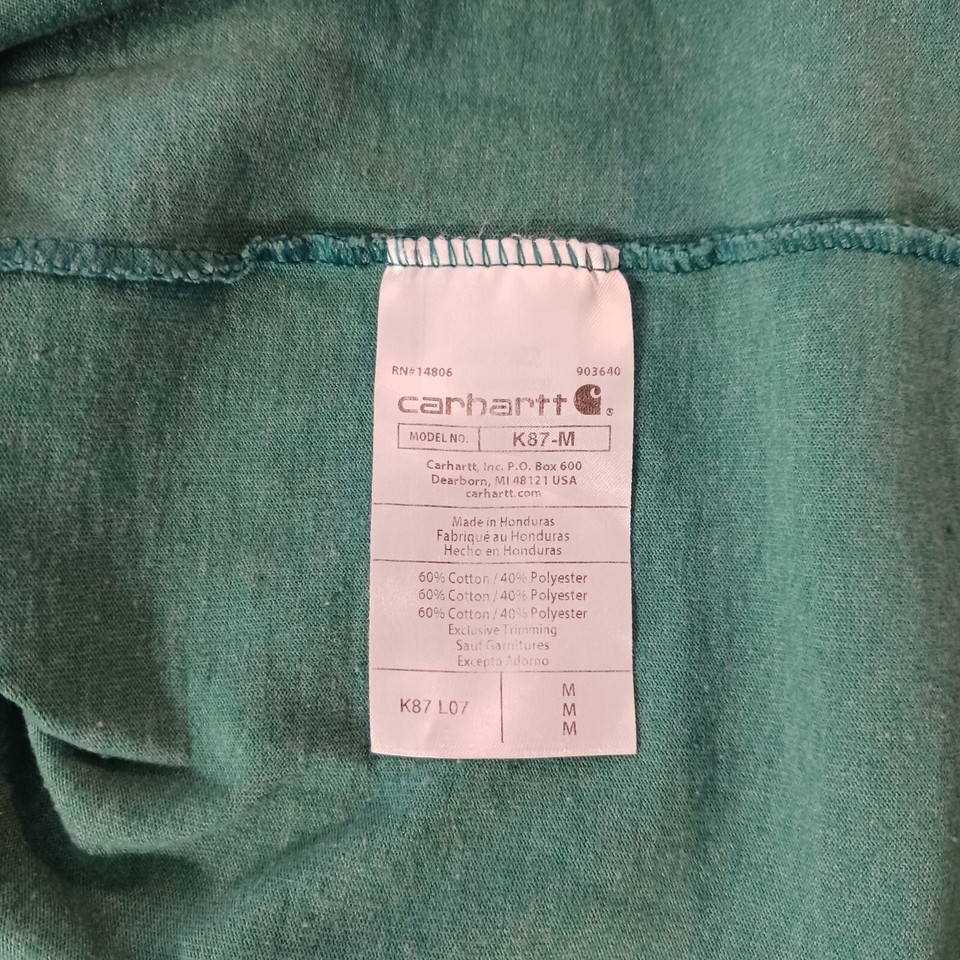 RN#14806 903640
carhartt ®
MODEL NO. K87-M
Carhartt, Inc. P.O. Box 600
Dearborn, MI 48121 USA
carhartt.com
Made in Honduras
Fabriqué au Honduras
Hecho en Honduras
60% Cotton / 40% Polyester
60% Cotton / 40% Polyester
60% Cotton / 40% Polyester
Exclusive Trimming
Sauf Garnitures
Excepto Adorno
K87 L07
M
M
M